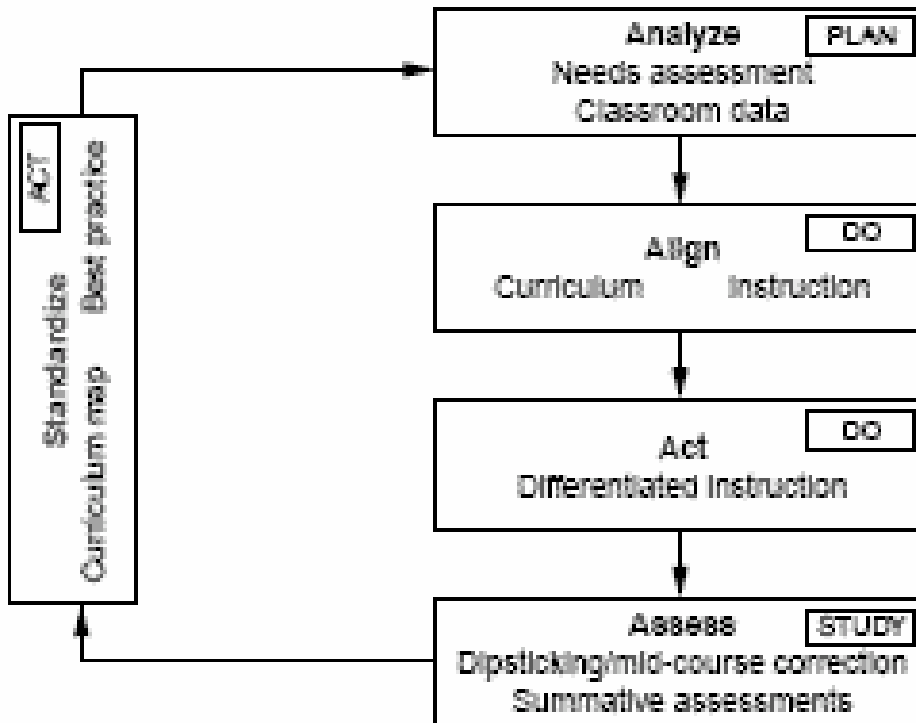 Analyze
PLAN
Needs assessment
Classroom data
Align
DO
Curriculum Instruction
Act
DO
Differentiated Instruction
Assess
STUDY
Dipsticking/mid-course correction
Summative assessments
ACT
Standardize
Curriculum map Best practice